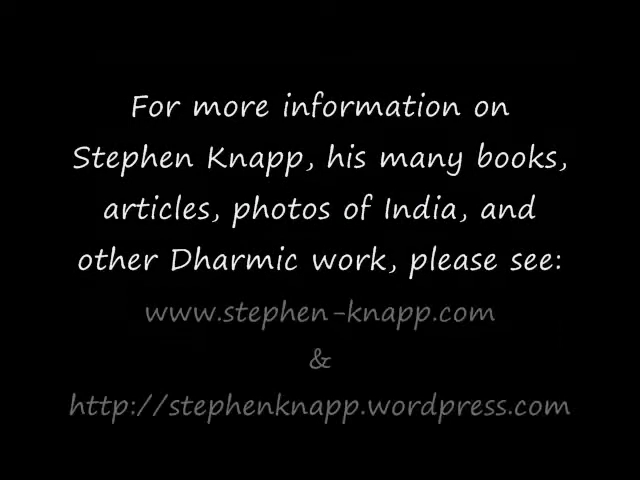 For more information on
Stephen Knapp, his many books,
articles, photos of India, and
other Dharmic work, please see:
www.stephen-knapp.com
&
http://stephenknapp.wordpress.com